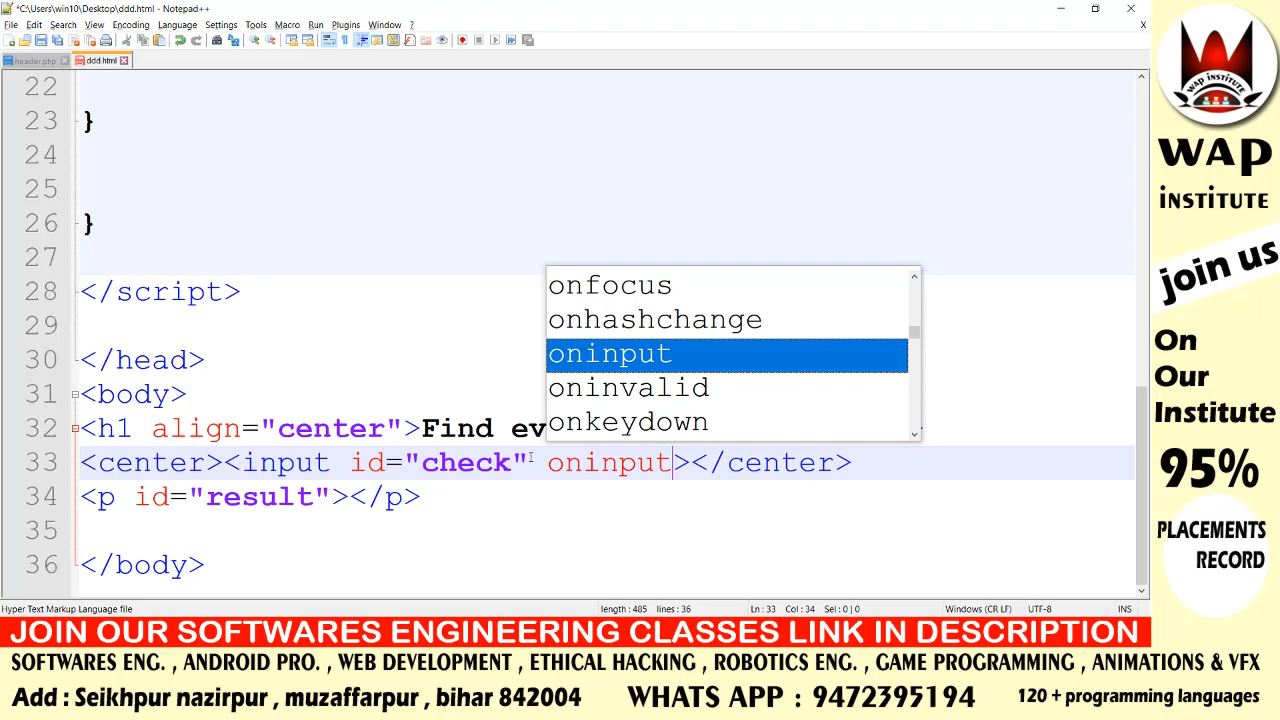 *C:\Users\win10\Desktop\ddd.html - Notepad++
File Edit Search View Encoding Language Settings Tools Macro Run Plugins Window ? X
header.php ddd.html
22
23 }
24
25
26 }
27
28 </script>
29
30 </head>
31 <body>
32 <h1 align="center">Find ev
33 <center><input id="check" oninput></center>
34 <p id="result"></p>
35
36 </body>
onfocus
onhashchange
oninput
oninvalid
onkeydown
Hyper Text Markup Language file length : 485 lines : 36 Ln : 33 Col : 34 Sel : 0 | 0 Windows (CR LF) UTF-8 INS
WAP INSTITUTE
WAP
INSTITUTE
join us
On
Our
Institute
95%
PLACEMENTS
RECORD
JOIN OUR SOFTWARES ENGINEERING CLASSES LINK IN DESCRIPTION
SOFTWARES ENG. , ANDROID PRO. , WEB DEVELOPMENT , ETHICAL HACKING , ROBOTICS ENG. , GAME PROGRAMMING , ANIMATIONS & VFX
Add : Seikhpur nazirpur , muzaffarpur , bihar 842004 WHATS APP : 9472395194 120 + programming languages